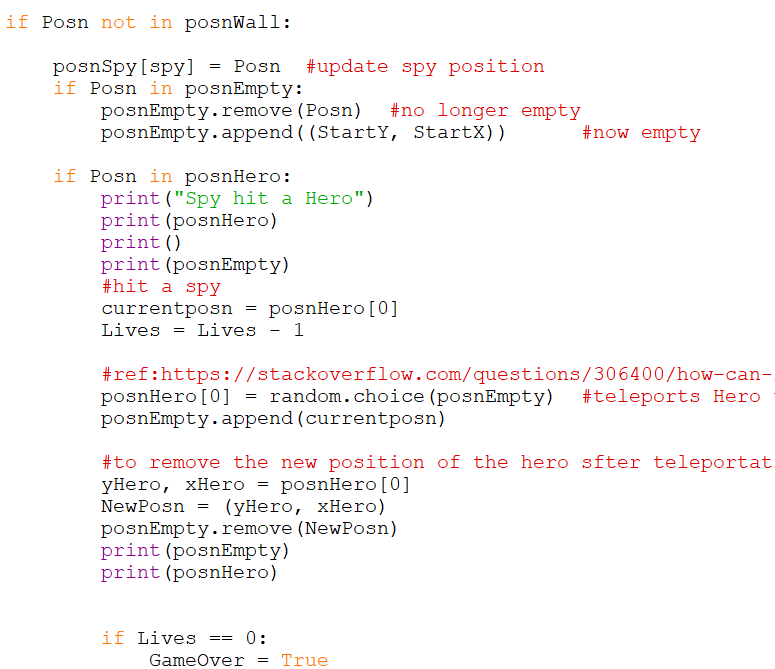 if Posn not in posnWall:
posnSpy[spy] = Posn  #update spy position
if Posn in posnEmpty:
posnEmpty.remove(Posn)  #no longer empty
posnEmpty.append((StartY, StartX))      #now empty
if Posn in posnHero:
print("Spy hit a Hero")
print(posnHero)
print()
print(posnEmpty)
#hit a spy
currentposn = posnHero[0]
Lives = Lives - 1
#ref:https://stackoverflow.com/questions/306400/how-can-
posnHero[0] = random.choice(posnEmpty)  #teleports Hero
posnEmpty.append(currentposn)
#to remove the new position of the hero sfter teleportat
yHero, xHero = posnHero[0]
NewPosn = (yHero, xHero)
posnEmpty.remove(NewPosn)
print(posnEmpty)
print(posnHero)
if Lives == 0:
GameOver = True